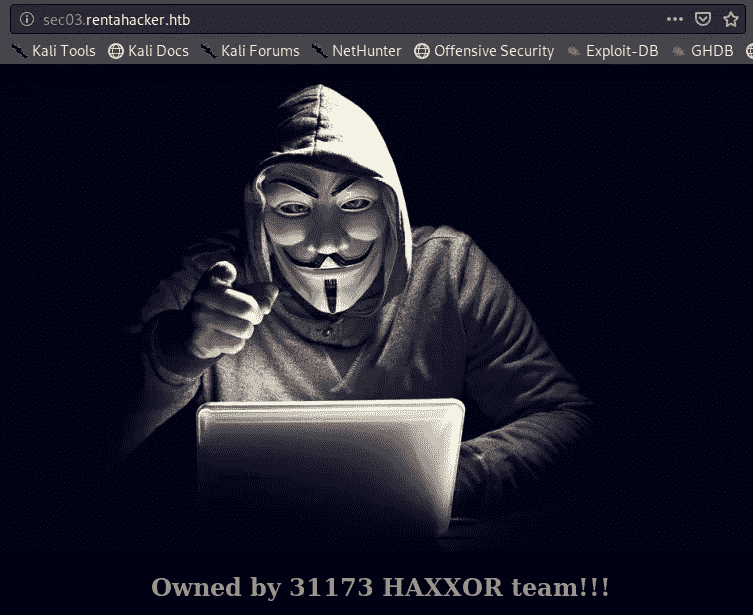 sec03.rentahacker.htb
Kali Tools Kali Docs Kali Forums NetHunter Offensive Security Exploit-DB GHDB
Owned by 31173 HAXXOR team!!!